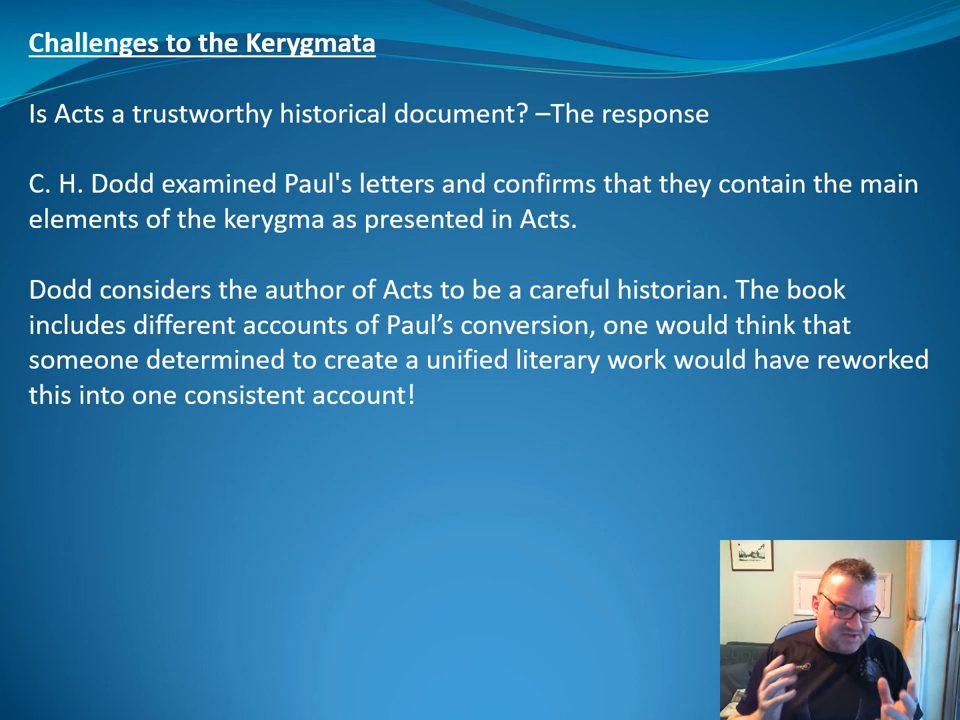 Challenges to the Kerygmata
Is Acts a trustworthy historical document? –The response
C. H. Dodd examined Paul's letters and confirms that they contain the main
elements of the kerygma as presented in Acts.
Dodd considers the author of Acts to be a careful historian. The book
includes different accounts of Paul’s conversion, one would think that
someone determined to create a unified literary work would have reworked
this into one consistent account!